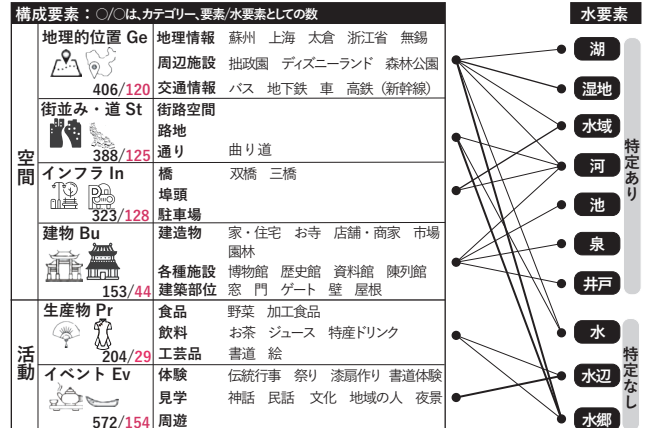 構成要素：○/○は、カテゴリー、要素/水要素としての数
水要素
空間
地理的位置 Ge
406/120
地理情報 蘇州 上海 太倉 浙江省 無錫
周辺施設 拙政園 ディズニーランド 森林公園
交通情報 バス 地下鉄 車 高鉄（新幹線）
街並み・道 St
388/125
街路空間
路地
通り 曲り道
インフラ In
323/128
橋 双橋 三橋
埠頭
駐車場
建物 Bu
153/44
建造物 家・住宅 お寺 店舗・商家 市場
園林
各種施設 博物館 歴史館 資料館 陳列館
建築部位 窓 門 ゲート 壁 屋根
活動
生産物 Pr
204/29
食品 野菜 加工食品
飲料 お茶 ジュース 特産ドリンク
工芸品 書道 絵
イベント Ev
572/154
体験 伝統行事 祭り 漆扇作り 書道体験
見学 神話 民話 文化 地域の人 夜景
周遊
湖
湿地
水域
河
池
泉
井戸
特定あり
水
水辺
水郷
特定なし